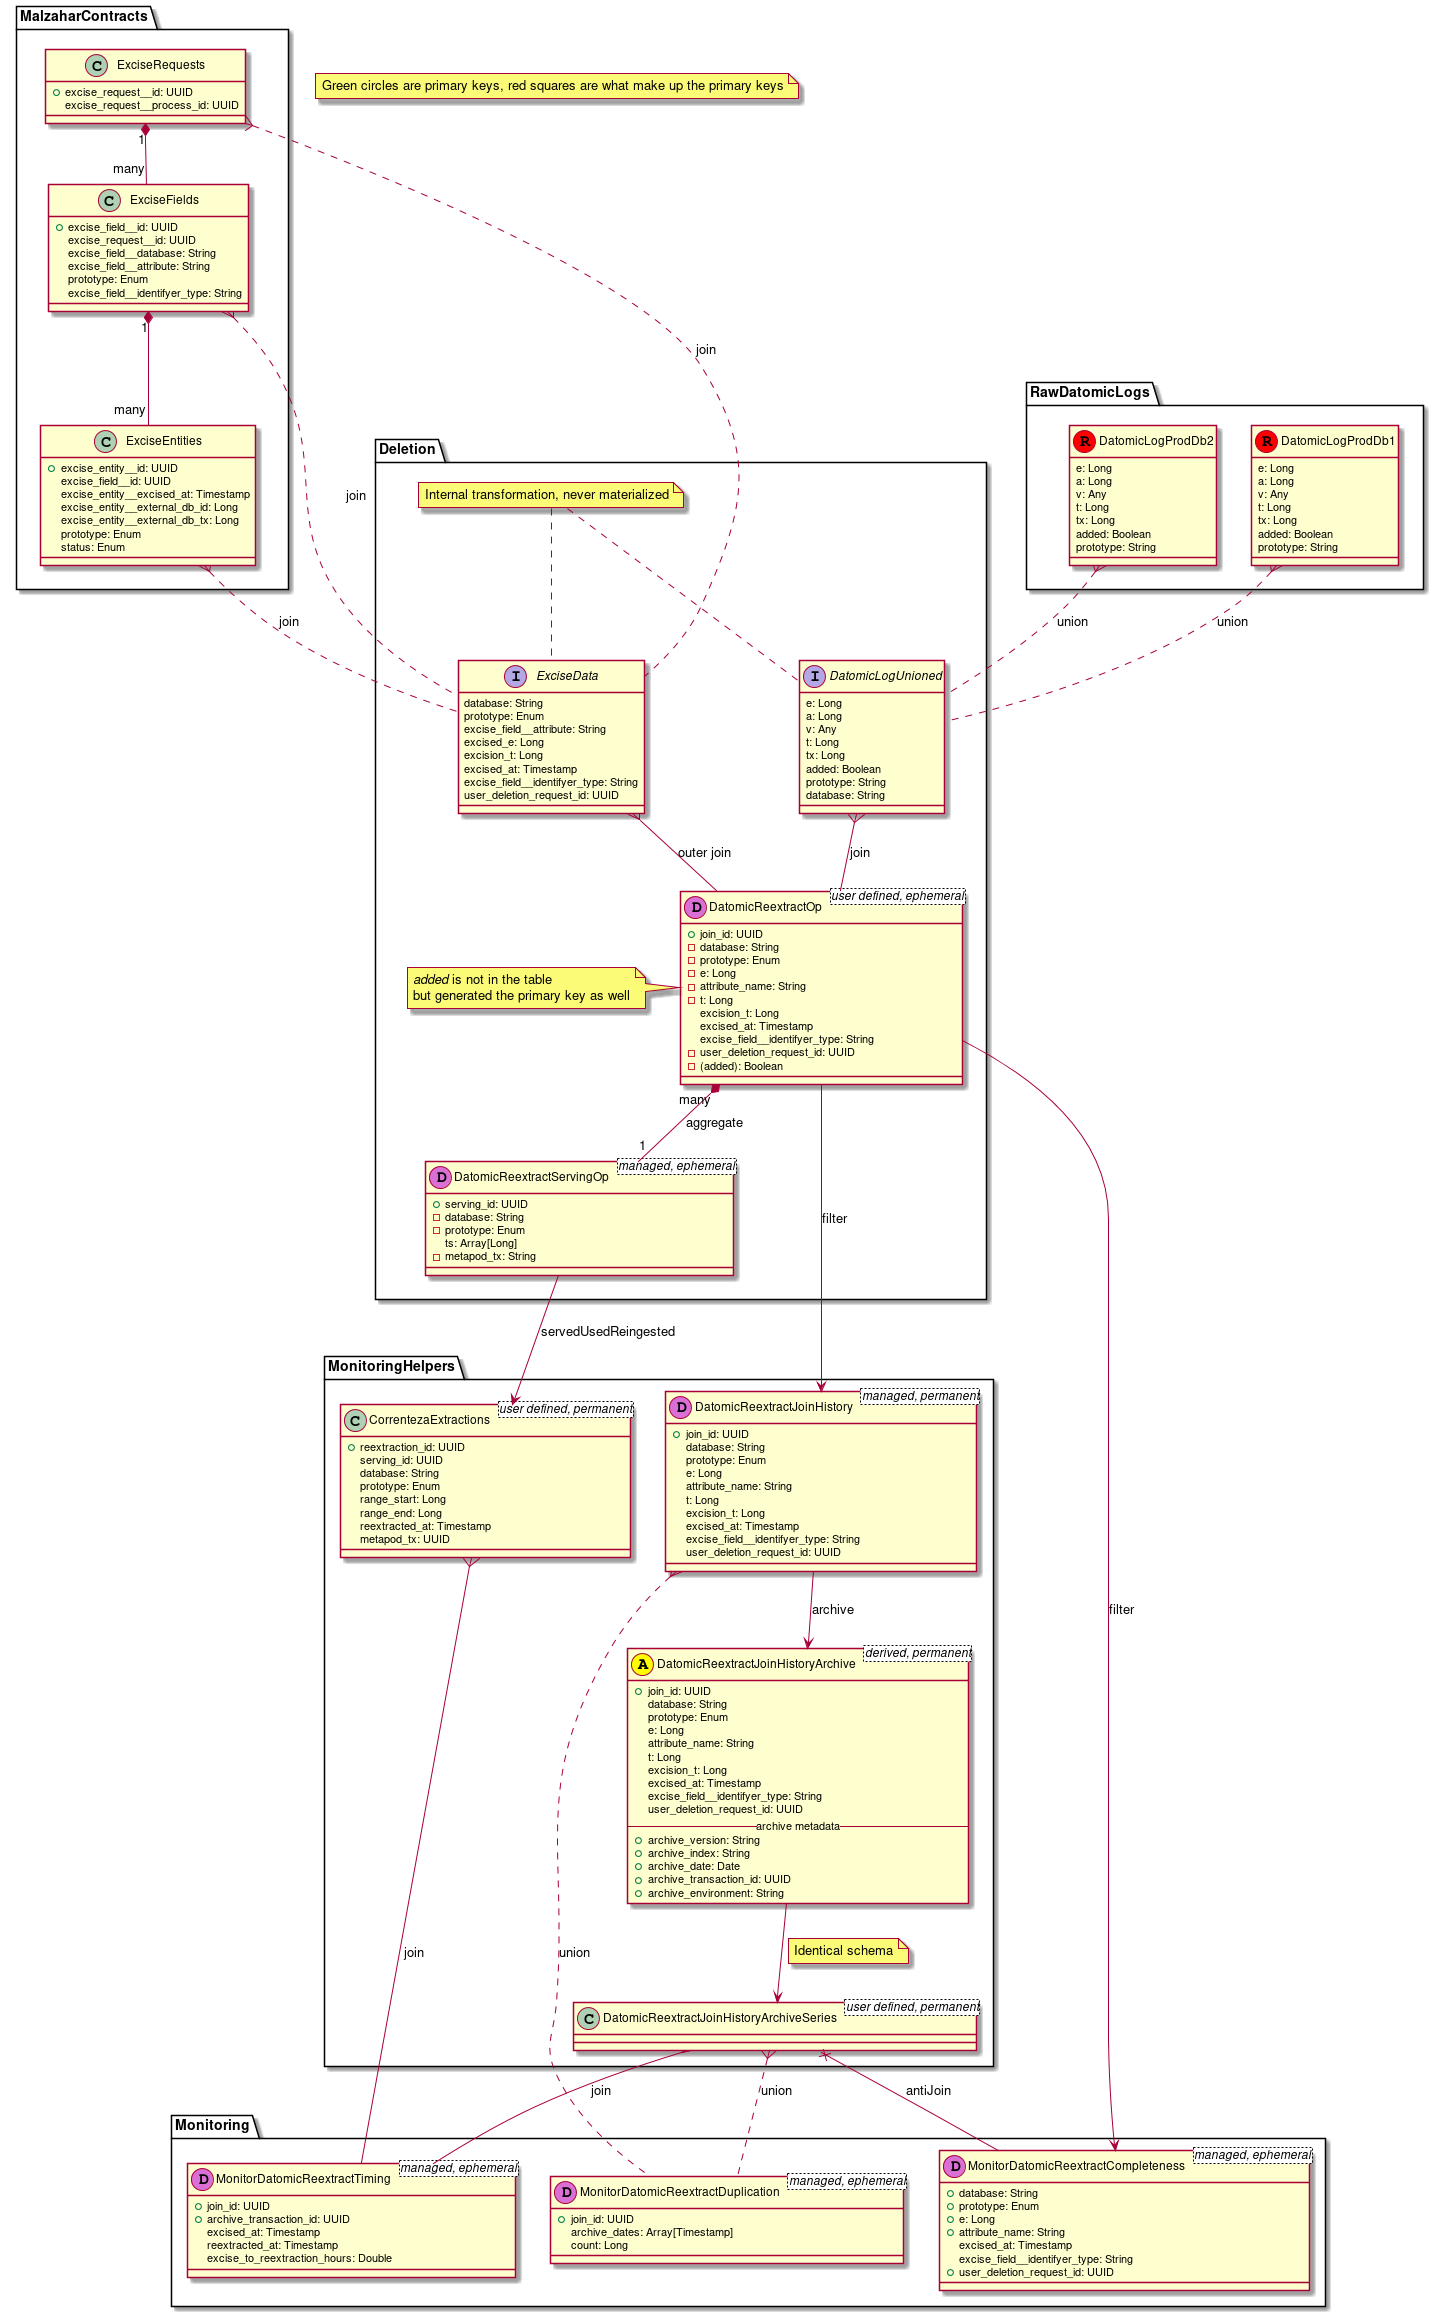 MalzaharContracts
C ExciseRequests
excise_request__id: UUID
excise_request__process_id: UUID
Green circles are primary keys, red squares are what make up the primary keys
1
many
C ExciseFields
excise_field__id: UUID
excise_request__id: UUID
excise_field__database: String
excise_field__attribute: String
prototype: Enum
excise_field__identifyer_type: String
1
many
join
C ExciseEntities
excise_entity__id: UUID
excise_field__id: UUID
excise_entity__excised_at: Timestamp
excise_entity__external_db_id: Long
excise_entity__external_db_tx: Long
prototype: Enum
status: Enum
join
join
RawDatomicLogs
R DatomicLogProdDb2
e: Long
a: Long
v: Any
t: Long
tx: Long
added: Boolean
prototype: String
R DatomicLogProdDb1
e: Long
a: Long
v: Any
t: Long
tx: Long
added: Boolean
prototype: String
union
union
Deletion
Internal transformation, never materialized
I ExciseData
database: String
prototype: Enum
excise_field__attribute: String
excised_e: Long
excision_t: Long
excised_at: Timestamp
excise_field__identifyer_type: String
user_deletion_request_id: UUID
I DatomicLogUnioned
e: Long
a: Long
v: Any
t: Long
tx: Long
added: Boolean
prototype: String
database: String
outer join
join
user defined, ephemeral
D DatomicReextractOp
join_id: UUID
database: String
prototype: Enum
e: Long
attribute_name: String
t: Long
excision_t: Long
excised_at: Timestamp
excise_field__identifyer_type: String
user_deletion_request_id: UUID
(added): Boolean
added is not in the table
but generated the primary key as well
many
aggregate
1
managed, ephemeral
D DatomicReextractServingOp
serving_id: UUID
database: String
prototype: Enum
ts: Array[Long]
metapod_tx: String
filter
servedUsedReingested
MonitoringHelpers
user defined, permanent
C CorrentezaExtractions
reextraction_id: UUID
serving_id: UUID
database: String
prototype: Enum
range_start: Long
range_end: Long
reextracted_at: Timestamp
metapod_tx: UUID
managed, permanent
D DatomicReextractJoinHistory
join_id: UUID
database: String
prototype: Enum
e: Long
attribute_name: String
t: Long
excision_t: Long
excised_at: Timestamp
excise_field__identifyer_type: String
user_deletion_request_id: UUID
archive
filter
derived, permanent
A DatomicReextractJoinHistoryArchive
join_id: UUID
database: String
prototype: Enum
e: Long
attribute_name: String
t: Long
excision_t: Long
excised_at: Timestamp
excise_field__identifyer_type: String
user_deletion_request_id: UUID
archive metadata
archive_version: String
archive_index: String
archive_date: Date
archive_transaction_id: UUID
archive_environment: String
join
union
Identical schema
user defined, permanent
C DatomicReextractJoinHistoryArchiveSeries
join
union
antiJoin
Monitoring
managed, ephemeral
D MonitorDatomicReextractTiming
join_id: UUID
archive_transaction_id: UUID
excised_at: Timestamp
reextracted_at: Timestamp
excise_to_reextraction_hours: Double
managed, ephemeral
D MonitorDatomicReextractDuplication
join_id: UUID
archive_dates: Array[Timestamp]
count: Long
managed, ephemeral
D MonitorDatomicReextractCompleteness
database: String
prototype: Enum
e: Long
attribute_name: String
excised_at: Timestamp
excise_field__identifyer_type: String
user_deletion_request_id: UUID